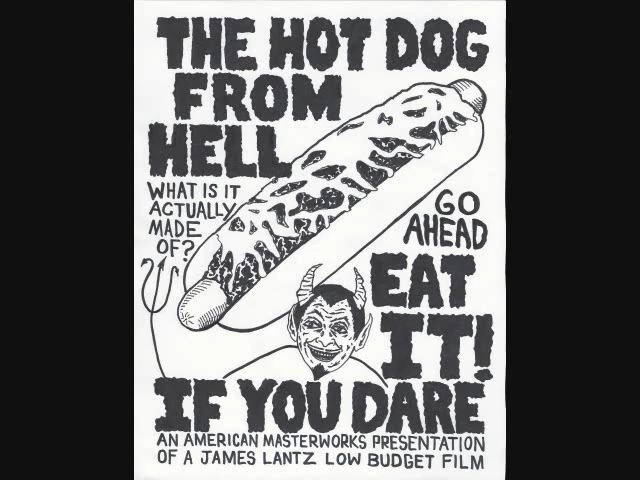 THE HOT DOG
FROM
HELL
WHAT IS IT
ACTUALLY
MADE
OF?
GO
AHEAD
EAT
IT!
IF YOU DARE
AN AMERICAN MASTERWORKS PRESENTATION
OF A JAMES LANTZ LOW BUDGET FILM